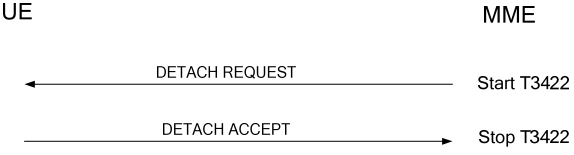 UE
MME
DETACH REQUEST
Start T3422
DETACH ACCEPT
Stop T3422